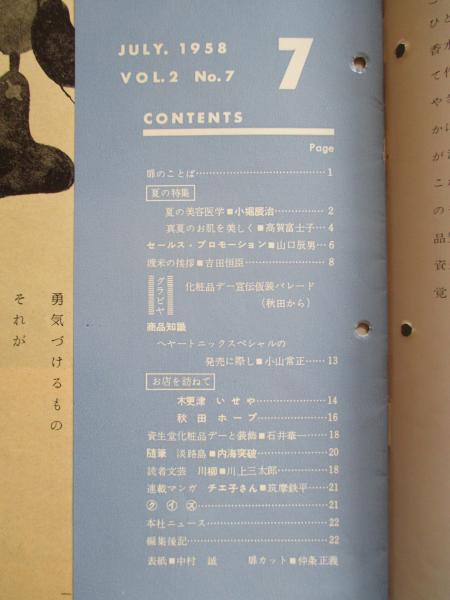 JULY. 1958
VOL.2 No.7
7
CONTENTS
Page
扉のことば……………………………1
夏の特集
夏の美容医学■小堀辰治…………2
真夏のお肌を美しく■高賀富士子…4
セールス・プロモーション■山口辰男…6
渡米の挨拶■吉田恒臣………………8
グラビヤ
化粧品デー宣伝仮装パレード
(秋田から)
商品知識
ヘヤートニックスペシャルの
発売に際し■小山常正……13
お店を訪ねて
木更津 いせや……………14
秋田 ホープ………………16
資生堂化粧品デーと装飾■石井華一………18
随筆 淡路島■内海突破……………20
読者文芸 川柳■川上三太郎…………18
連載マンガ チエ子さん■筑摩鉄平……21
クイズ……………………………21
本社ニュース………………………22
編集後記……………………………22
表紙■中村 誠 扉カット■仲条正義
勇気づけるもの
それが